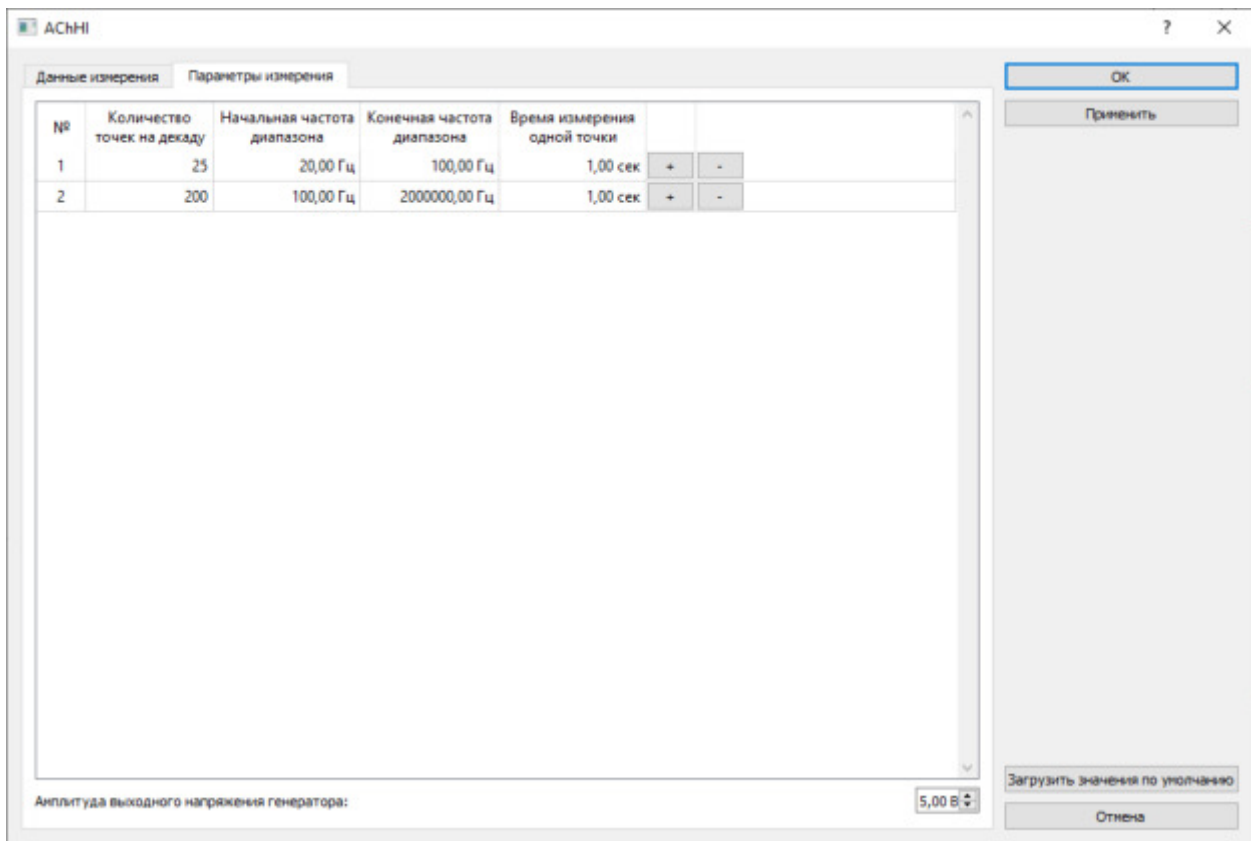 AChHI ? ×
Данные измерения Параметры измерения
ОК
Применить
№ Количество точек на декаду Начальная частота диапазона Конечная частота диапазона Время измерения одной точки
1 25 20,00 Гц 100,00 Гц 1,00 сек + -
2 200 100,00 Гц 2000000,00 Гц 1,00 сек + -
Загрузить значения по умолчанию
Амплитуда выходного напряжения генератора: 5,00 В
Отмена